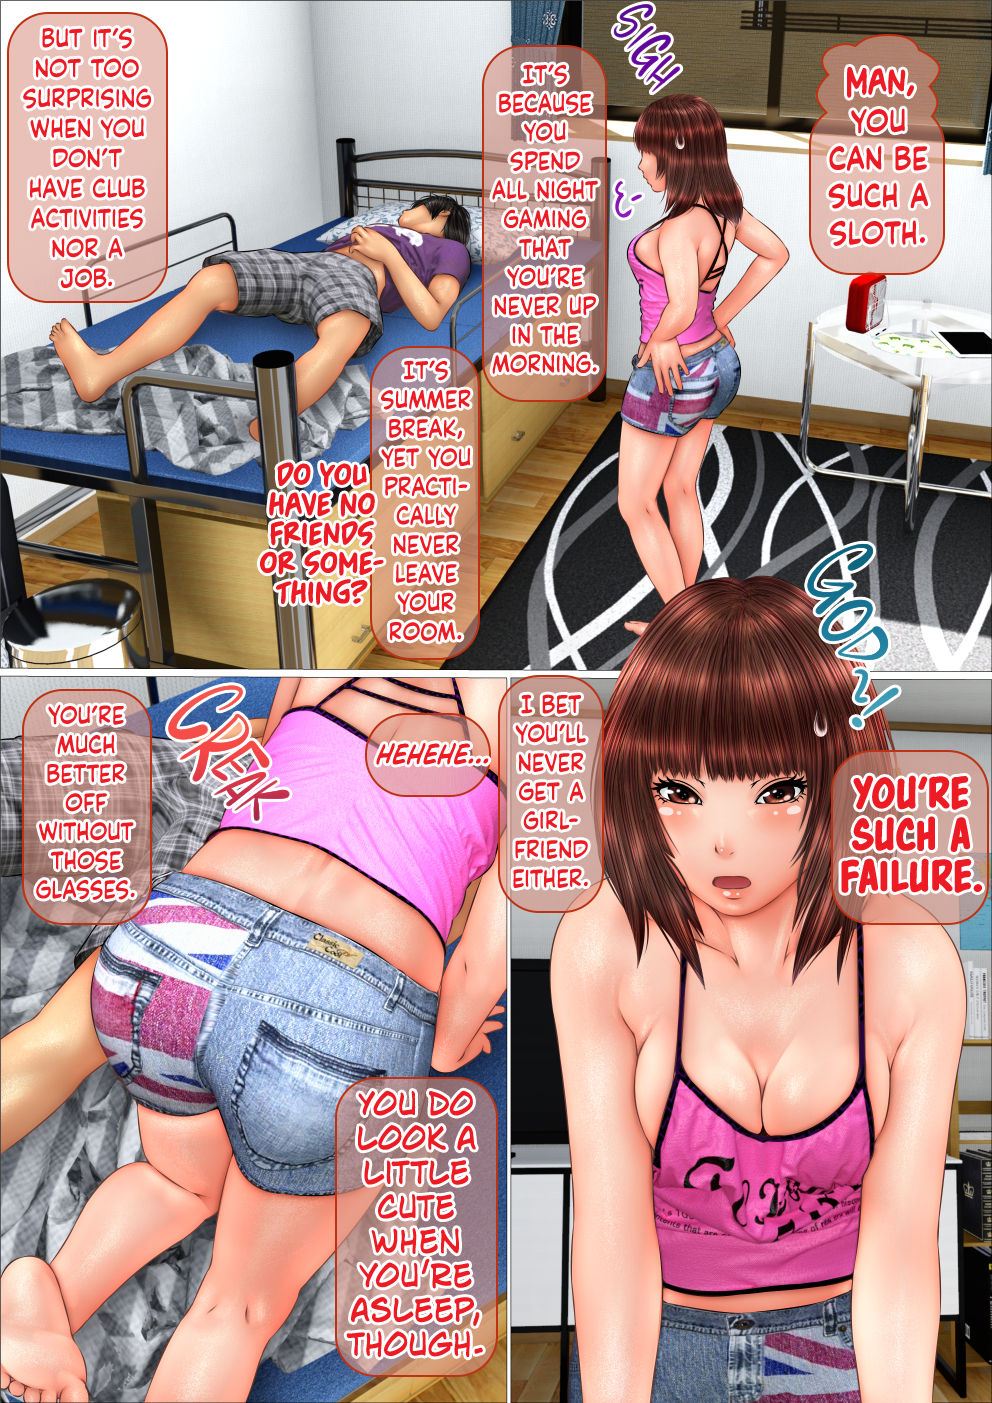 MAN,
YOU
CAN BE
SUCH A
SLOTH.
SIGH
IT'S
BECAUSE
YOU
SPEND
ALL NIGHT
GAMING
THAT
YOU'RE
NEVER UP
IN THE
MORNING.
BUT IT'S
NOT TOO
SURPRISING
WHEN YOU
DON'T
HAVE CLUB
ACTIVITIES
NOR A
JOB.
IT'S
SUMMER
BREAK,
YET YOU
PRACTI-
CALLY
NEVER
LEAVE
YOUR
ROOM.
DO YOU
HAVE NO
FRIENDS
OR SOME-
THING?
GOD~!
YOU'RE
SUCH A
FAILURE.
I BET
YOU'LL
NEVER
GET A
GIRL-
FRIEND
EITHER.
HEHEHE...
CREAK
YOU'RE
MUCH
BETTER
OFF
WITHOUT
THOSE
GLASSES.
Classic
YOU DO
LOOK A
LITTLE
CUTE
WHEN
YOU'RE
ASLEEP,
THOUGH.